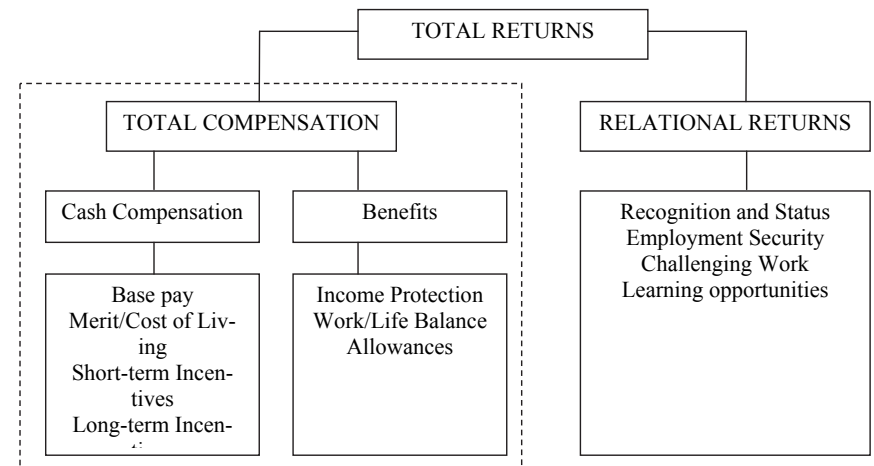 TOTAL RETURNS
TOTAL COMPENSATION
RELATIONAL RETURNS
Cash Compensation
Benefits
Base pay
Merit/Cost of Liv-
ing
Short-term Incen-
tives
Long-term Incen-
Income Protection
Work/Life Balance
Allowances
Recognition and Status
Employment Security
Challenging Work
Learning opportunities